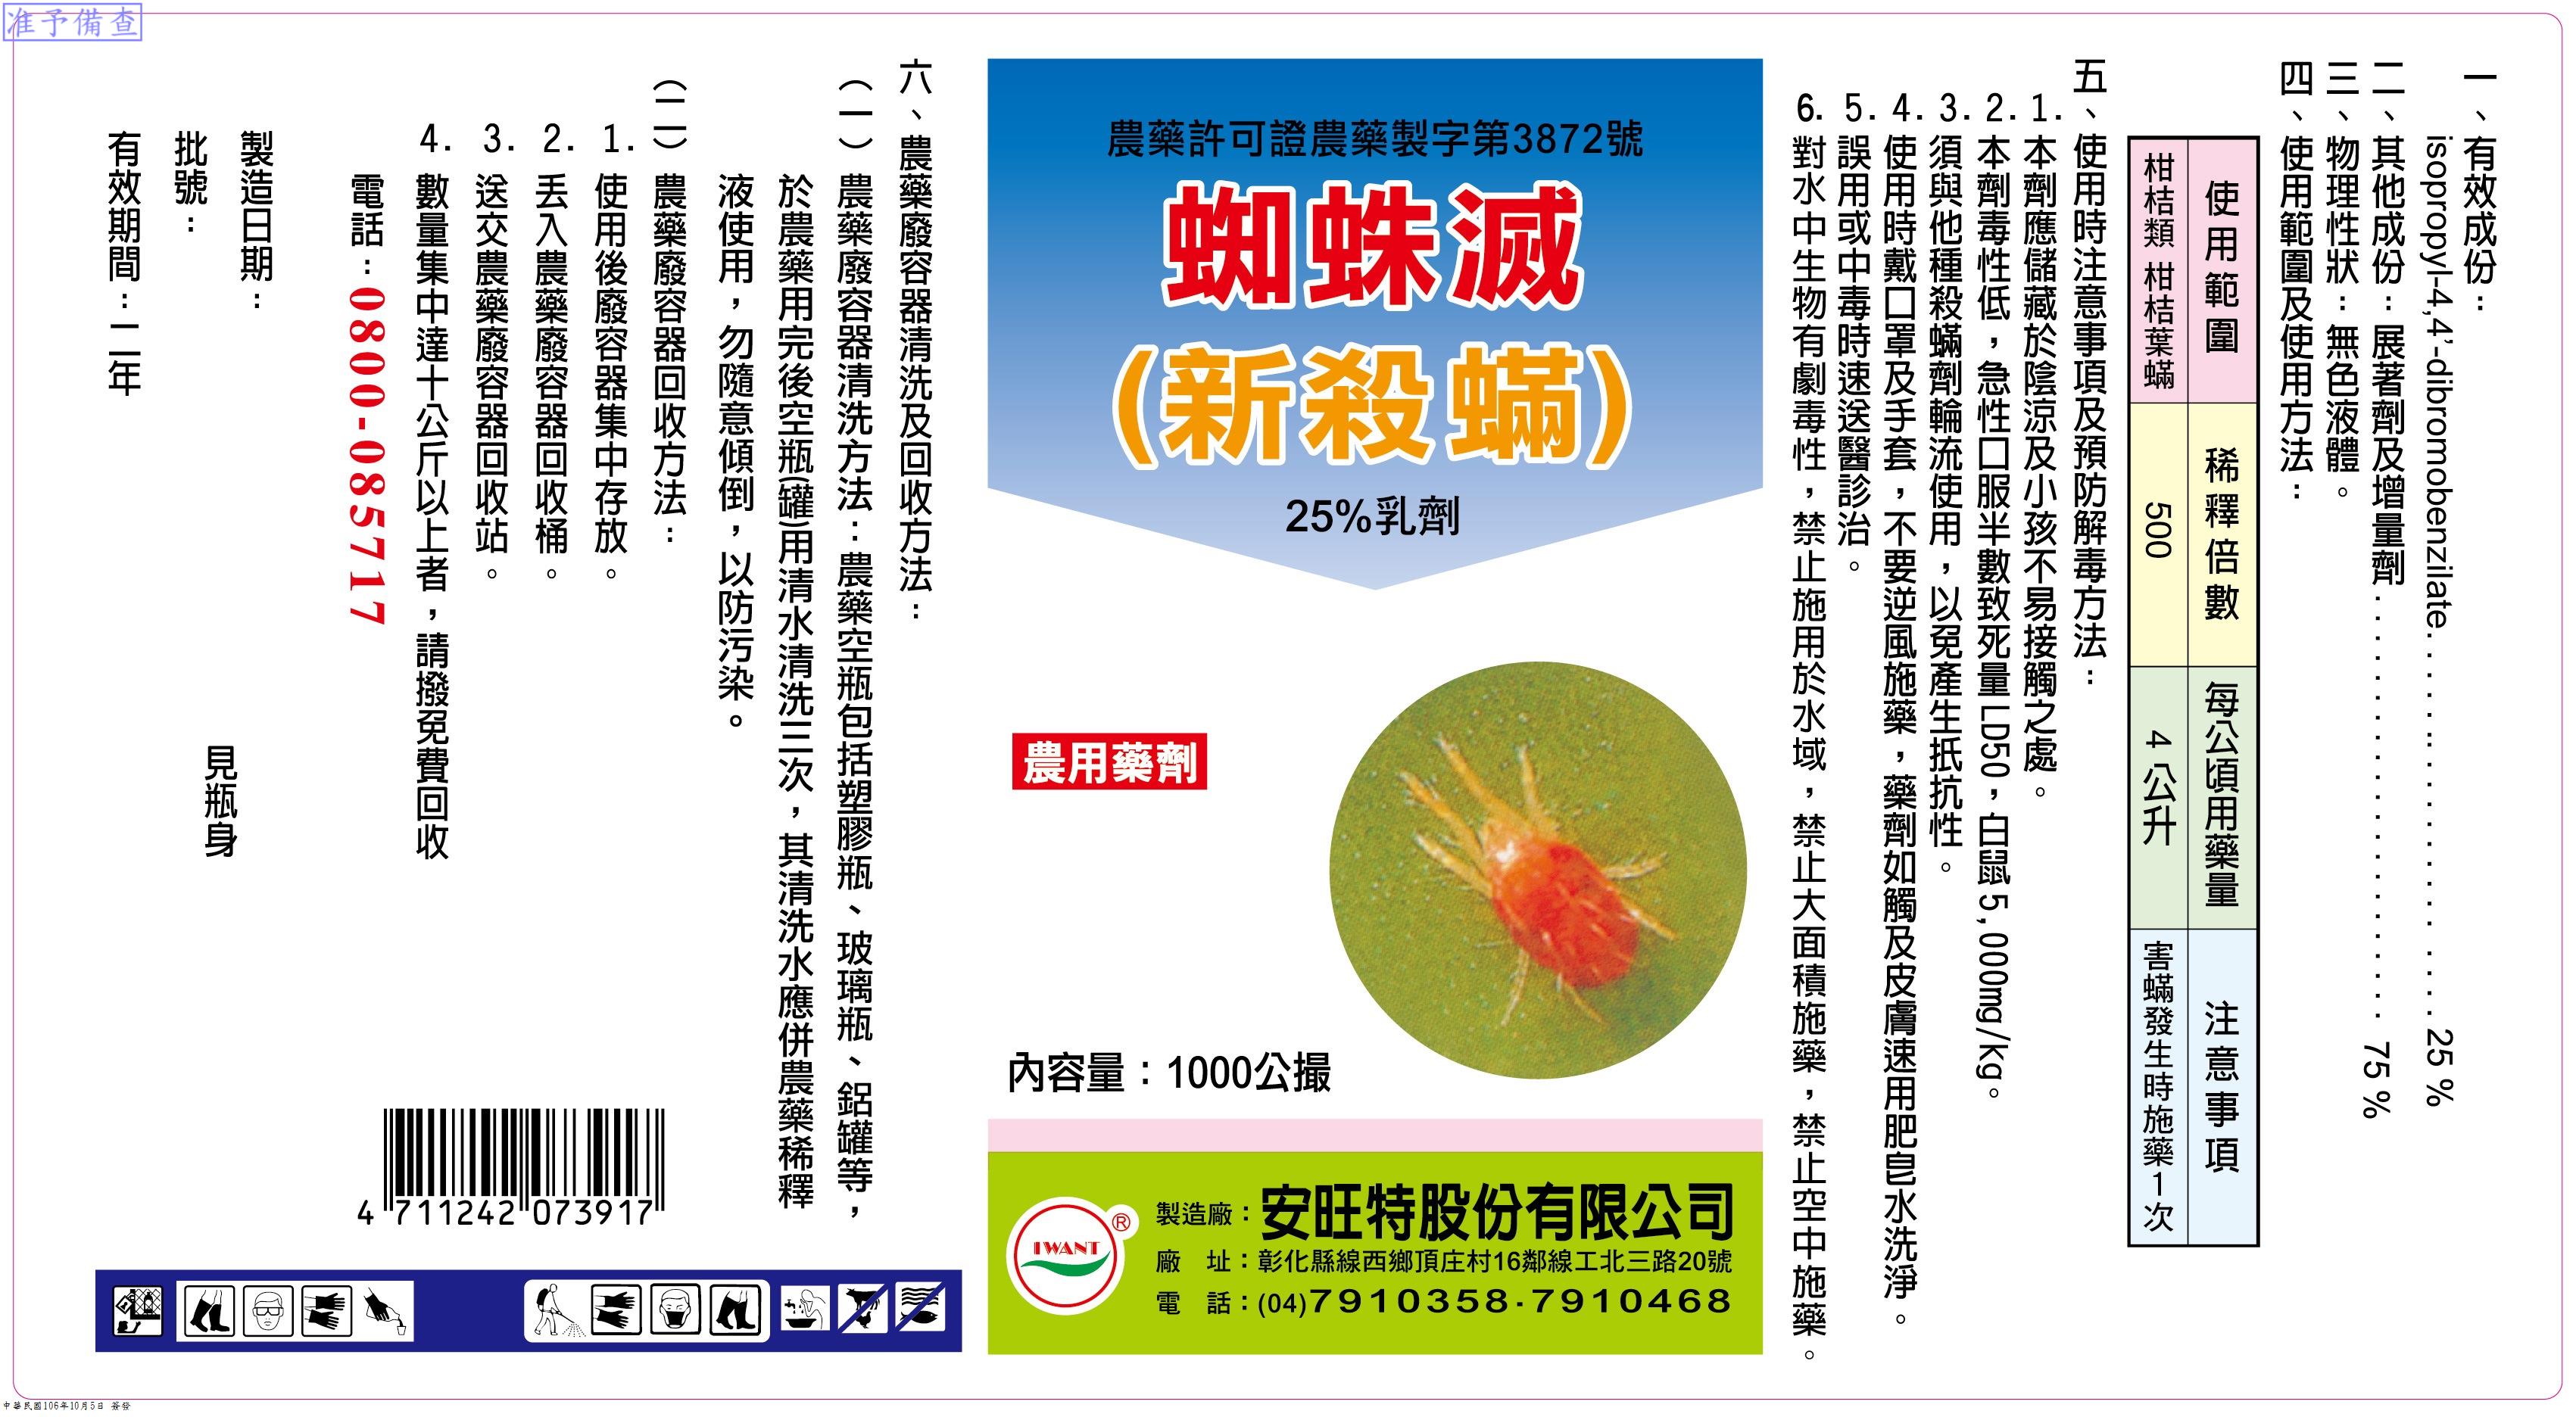 准予備查
一、有效成份：
isopropyl-4,4'-dibromobenzilate............................25 %
二、其他成份：展著劑及增量劑............................ 75 %
三、物理性狀：無色液體。
四、使用範圍及使用方法：
使用範圍 稀釋倍數 每公頃用藥量 注意事項
柑桔類 柑桔葉蟎 500 4公升 害蟎發生時施藥1次
五、使用時注意事項及預防解毒方法：
1. 本劑應儲藏於陰涼及小孩不易接觸之處。
2. 本劑毒性低，急性口服半數致死量LD50，白鼠5,000mg/kg。
3. 須與他種殺蟎劑輪流使用，以免產生抵抗性。
4. 使用時戴口罩及手套，不要逆風施藥，藥劑如觸及皮膚速用肥皂水洗淨。
5. 誤用或中毒時速送醫診治。
6. 對水中生物有劇毒性，禁止施用於水域，禁止大面積施藥，禁止空中施藥。
農藥許可證農藥製字第3872號
蜘蛛滅
(新殺蟎)
25%乳劑
農用藥劑
內容量：1000公撮
IWANT
®
製造廠：安旺特股份有限公司
廠 址：彰化縣線西鄉頂庄村16鄰線工北三路20號
電 話：(04)7910358‧7910468
六、農藥廢容器清洗及回收方法：
(一) 農藥廢容器清洗方法：農藥空瓶包括塑膠瓶、玻璃瓶、鋁罐等，
於農藥用完後空瓶(罐)用清水清洗三次，其清洗水應併農藥稀釋
液使用，勿隨意傾倒，以防污染。
(二) 農藥廢容器回收方法：
1. 使用後廢容器集中存放。
2. 丟入農藥廢容器回收桶。
3. 送交農藥廢容器回收站。
4. 數量集中達十公斤以上者，請撥免費回收
電話：0800-085717
製造日期：
批號：
見瓶身
有效期間：二年
4 711242 073917
中華民國106年10月5日 簽發